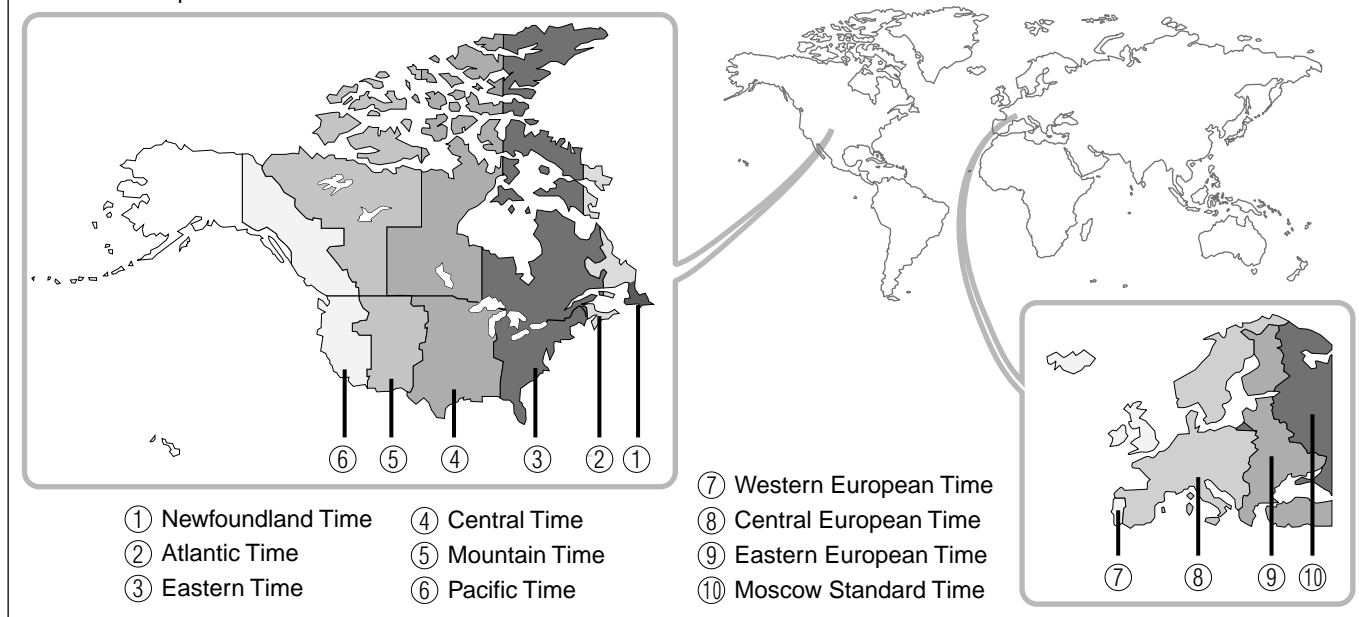 ⑥ ⑤ ④ ③ ② ①
① Newfoundland Time
② Atlantic Time
③ Eastern Time
④ Central Time
⑤ Mountain Time
⑥ Pacific Time
⑦ Western European Time
⑧ Central European Time
⑨ Eastern European Time
⑩ Moscow Standard Time
⑦ ⑧ ⑨ ⑩